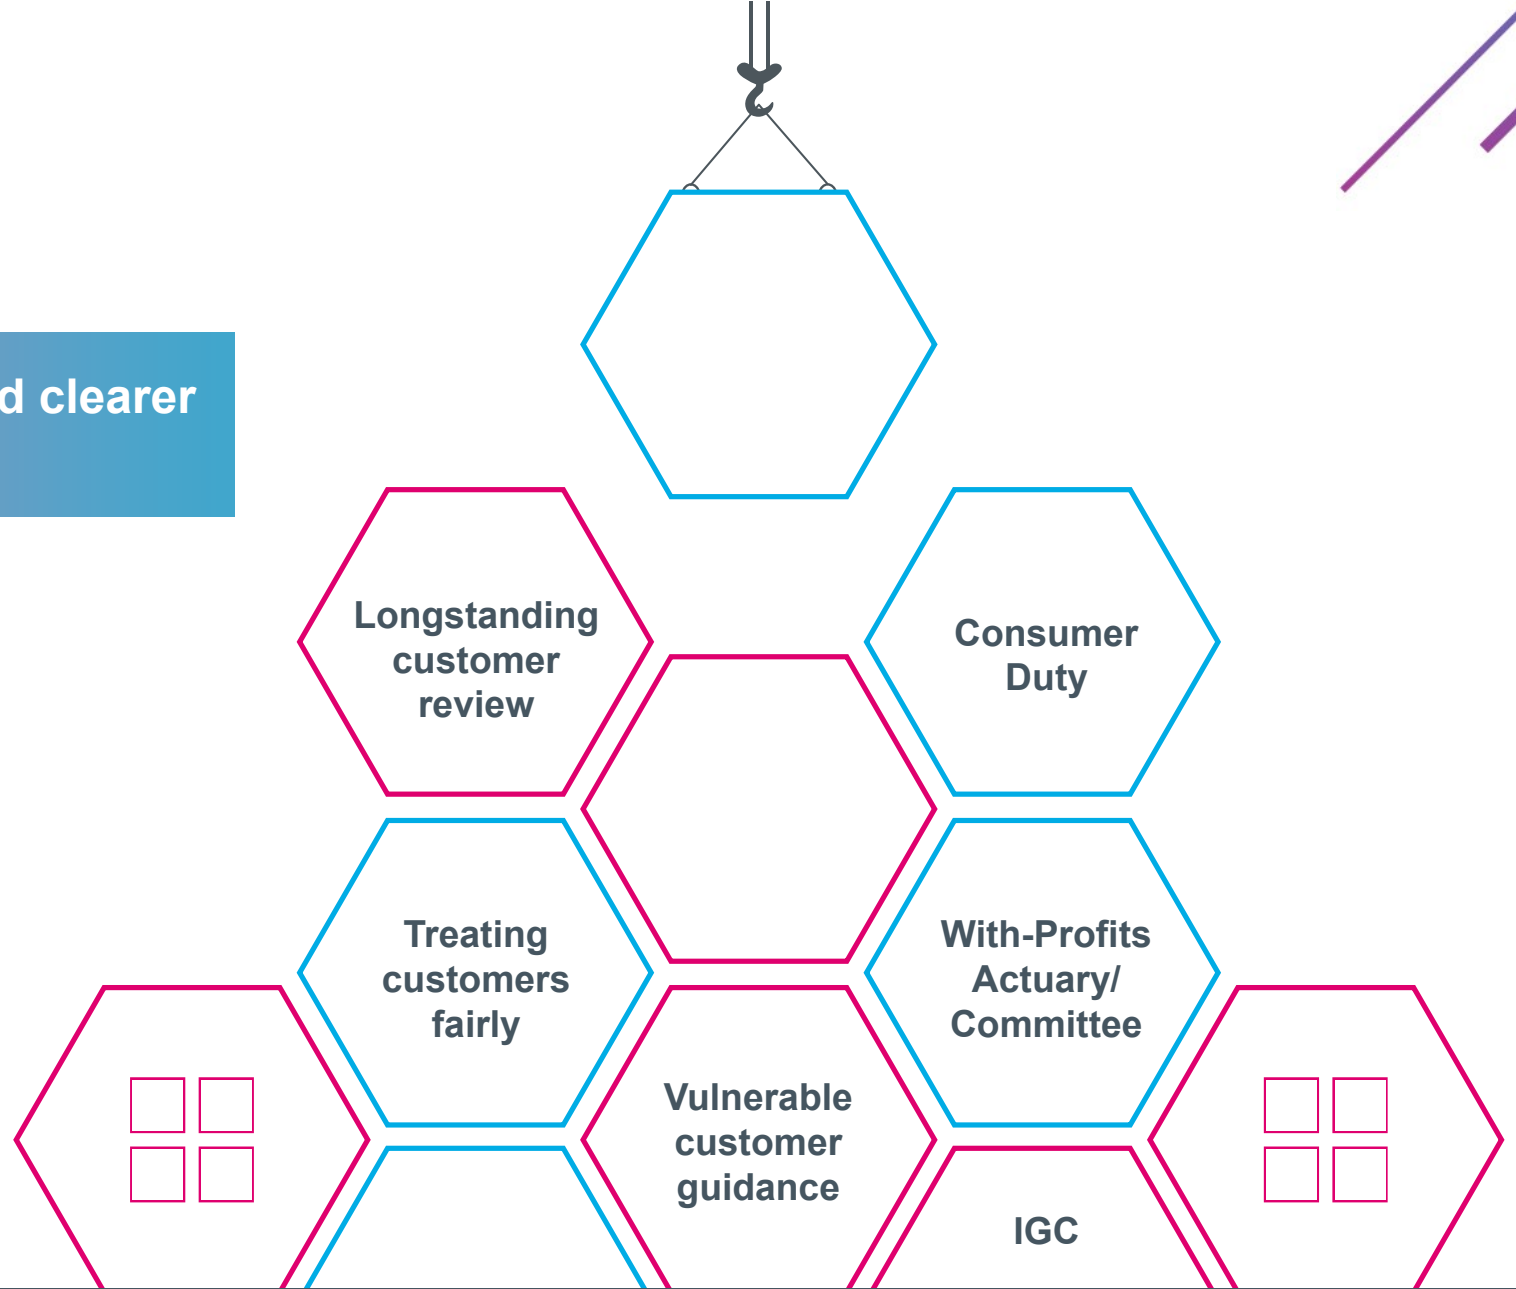 d clearer
Longstanding
customer
review
Consumer
Duty
Treating
customers
fairly
With-Profits
Actuary/
Committee
Vulnerable
customer
guidance
IGC